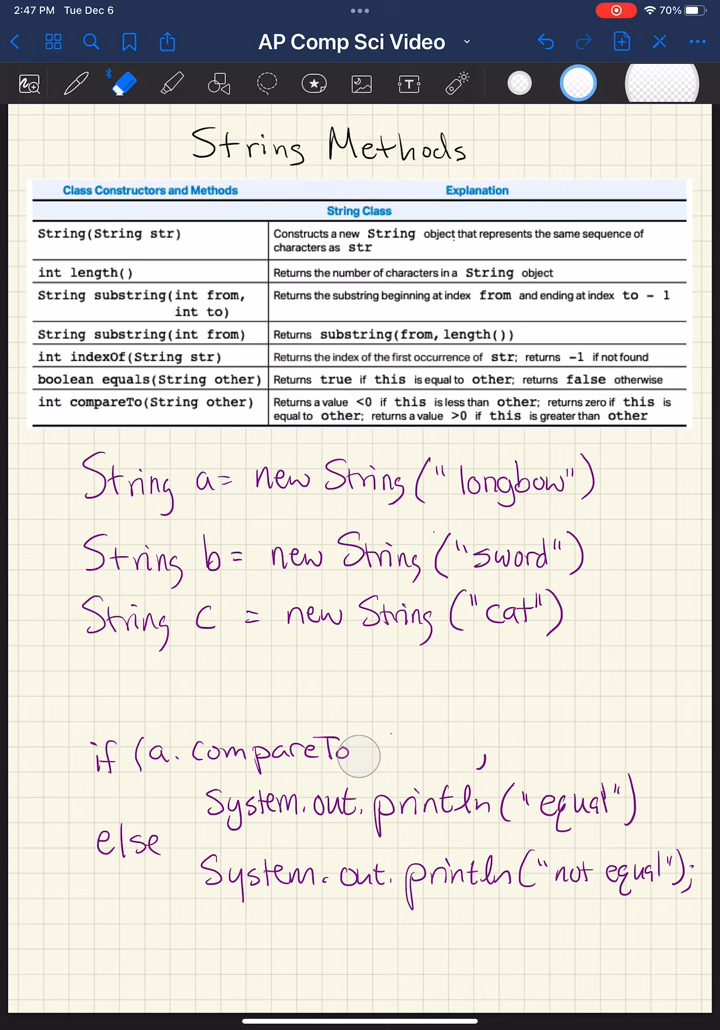 2:47 PM Tue Dec 6
70%
AP Comp Sci Video
String Methods
Class Constructors and Methods Explanation
String Class
String(String str) Constructs a new String object that represents the same sequence of
characters as str
int length() Returns the number of characters in a String object
String substring(int from, Returns the substring beginning at index from and ending at index to - 1
int to)
String substring(int from) Returns substring(from, length())
int indexOf(String str) Returns the index of the first occurrence of str; returns -1 if not found
boolean equals(String other) Returns true if this is equal to other; returns false otherwise
int compareTo(String other) Returns a value <0 if this is less than other; returns zero if this is
equal to other; returns a value >0 if this is greater than other
String a= new String ("longbow")
String b= new String ("sword")
String c = new String ("cat")
if (a. compareTo
System.out.println("equal")
else
System.out.println("not equal");